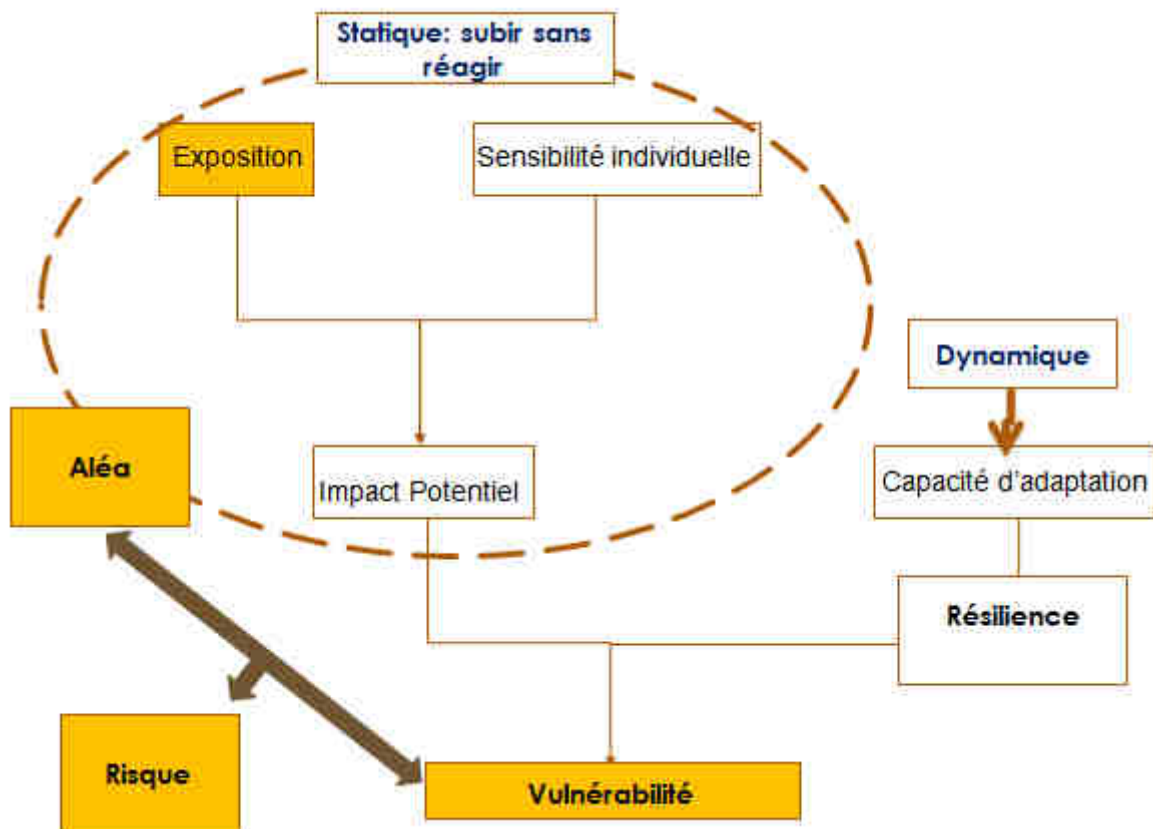 Statique: subir sans
réagir
Exposition
Sensibilité individuelle
Dynamique
Aléa
Impact Potentiel
Capacité d'adaptation
Résilience
Risque
Vulnérabilité